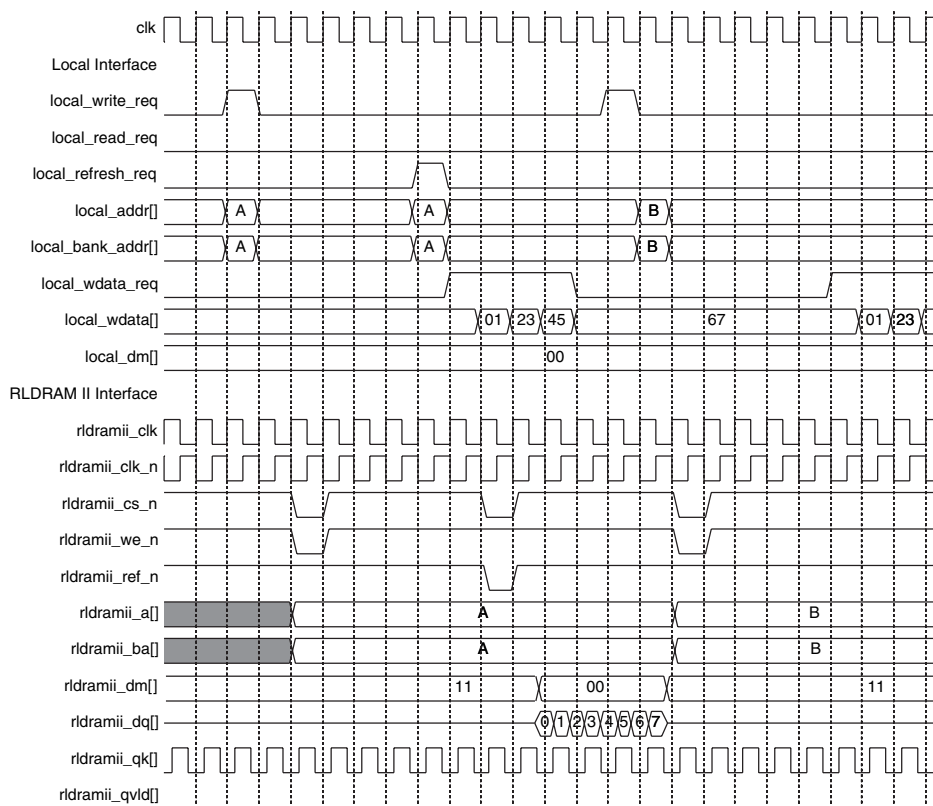 clk
Local Interface
local_write_req
local_read_req
local_refresh_req
local_addr[] A A B
local_bank_addr[] A A B
local_wdata_req
local_wdata[] 01 23 45 67 01 23
local_dm[] 00
RLDRAM II Interface
rldramii_clk
rldramii_clk_n
rldramii_cs_n
rldramii_we_n
rldramii_ref_n
rldramii_a[] A B
rldramii_ba[] A B
rldramii_dm[] 11 00 11
rldramii_dq[] 0 1 2 3 4 5 6 7
rldramii_qk[]
rldramii_qvld[]